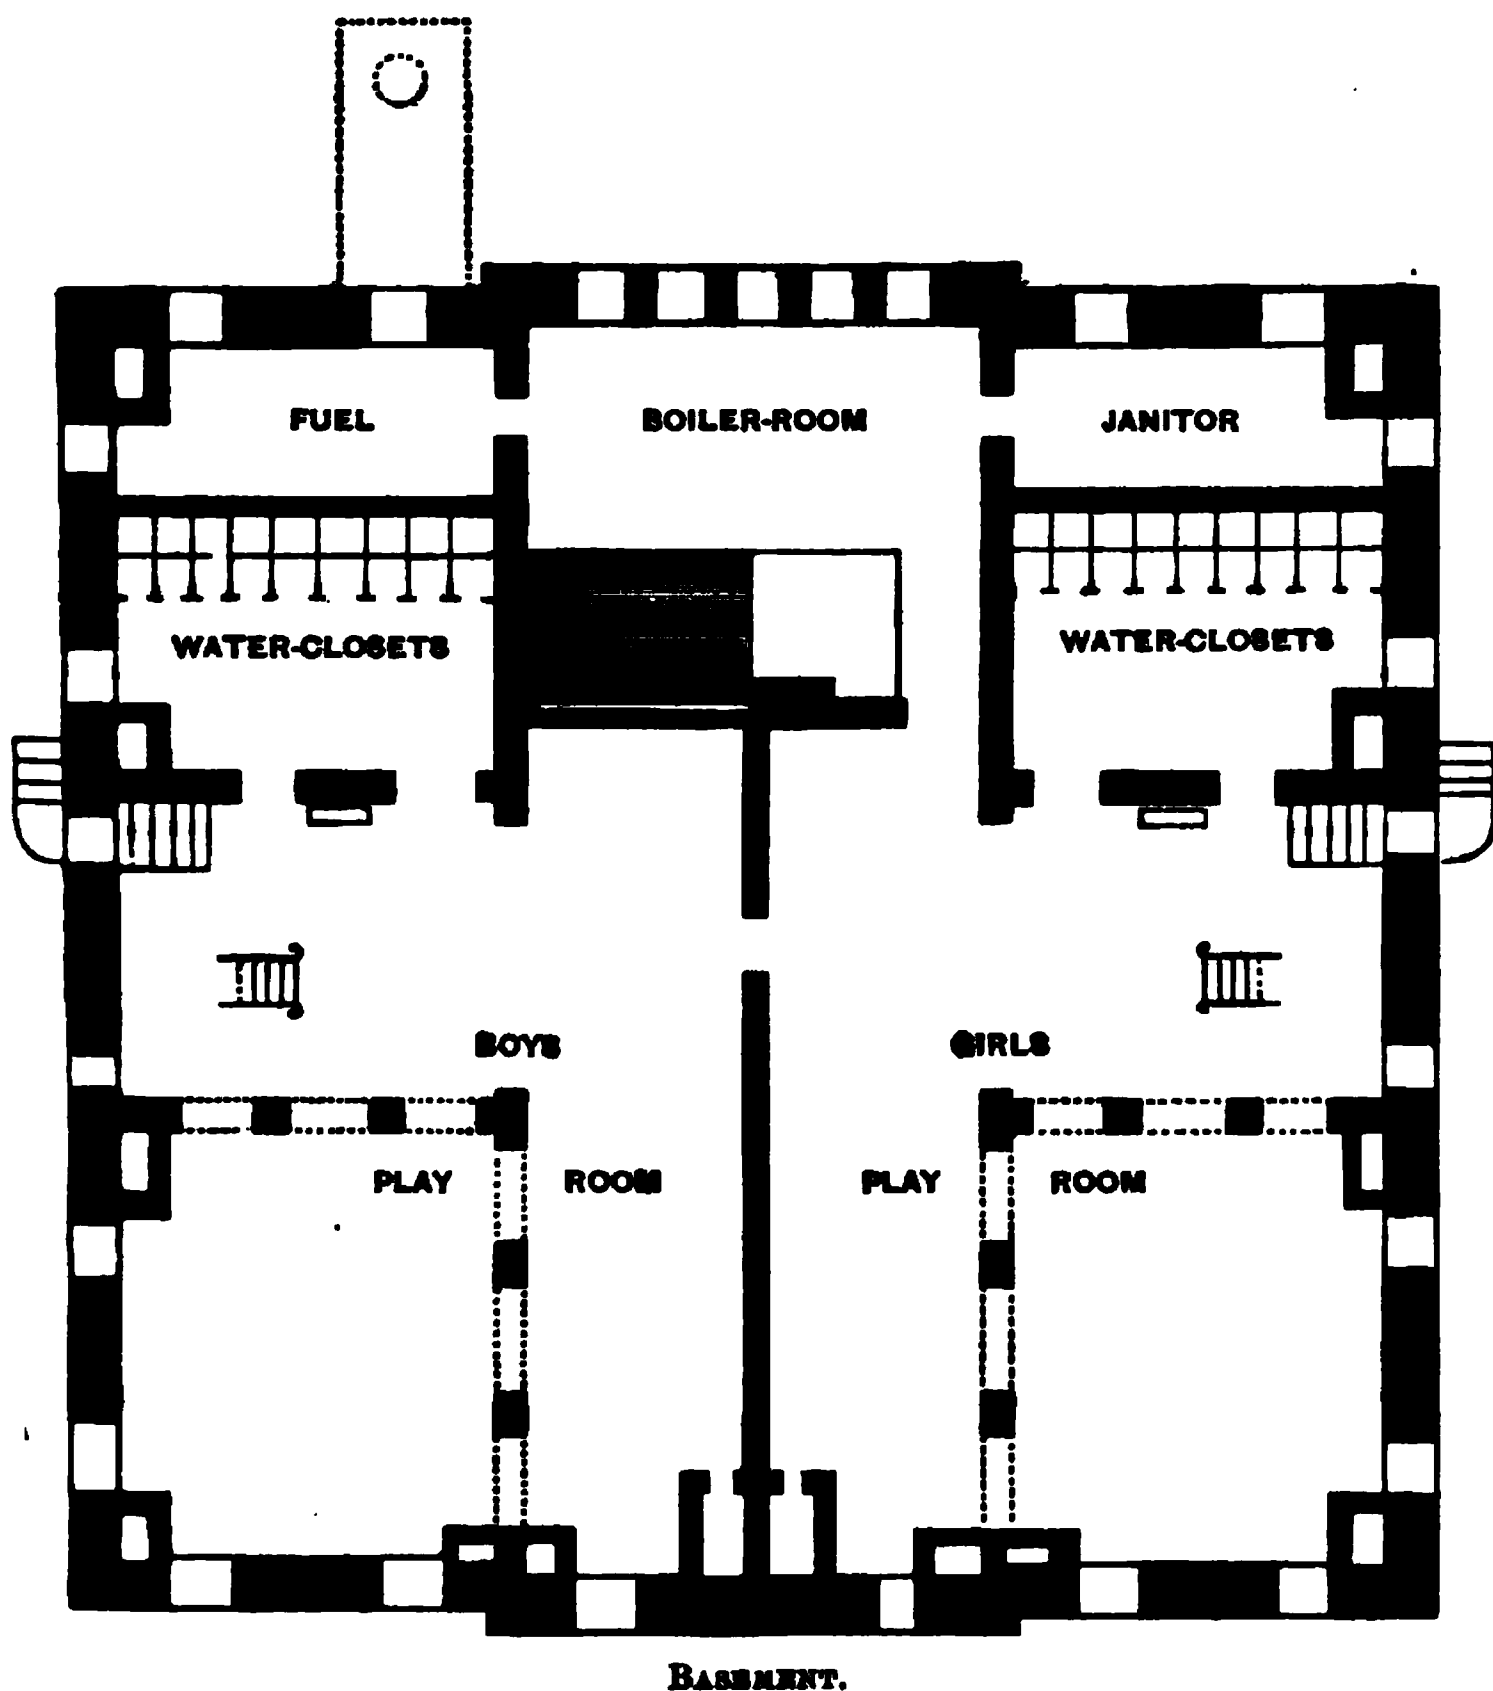 FUEL
BOILER-ROOM
JANITOR
WATER-CLOSETS
WATER-CLOSETS
BOYS
GIRLS
PLAY ROOM
PLAY ROOM
BASEMENT.